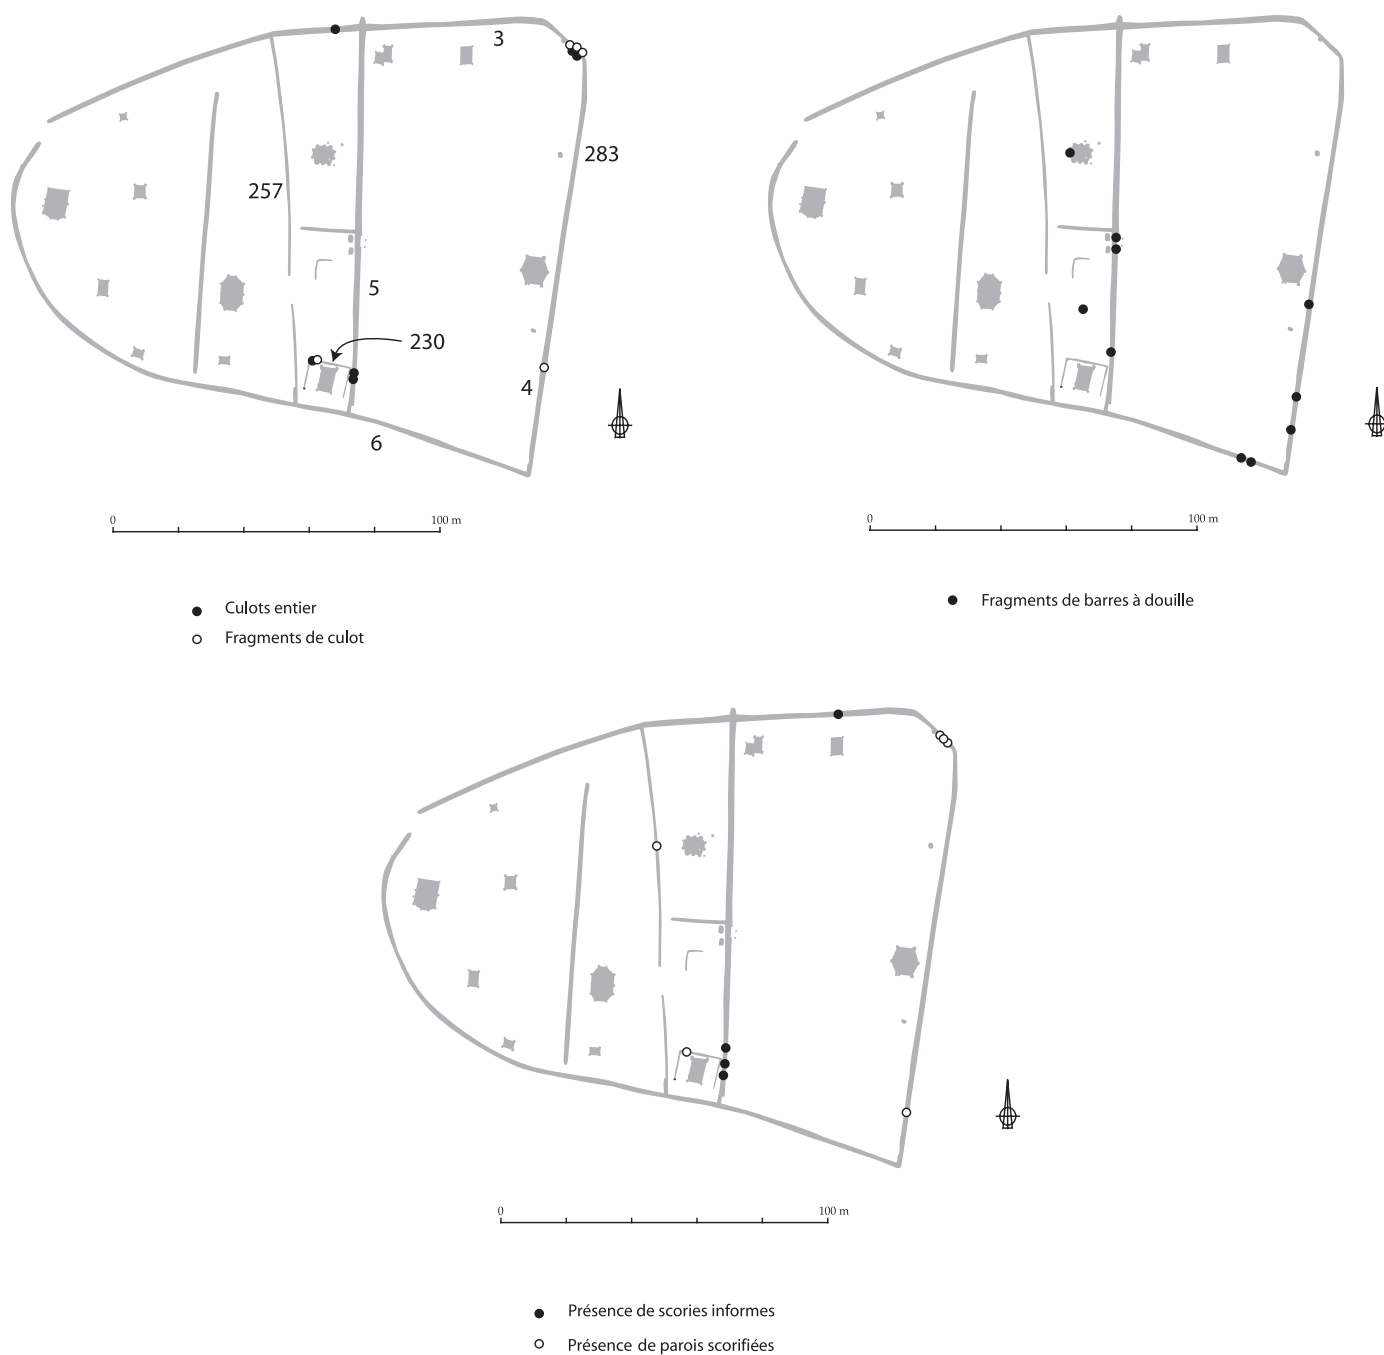 3
283
257
5
230
4
6
0 100 m
0 100 m
Culots entier
Fragments de culot
Fragments de barres à douille
0 100 m
Présence de scories informes
Présence de parois scorifiées